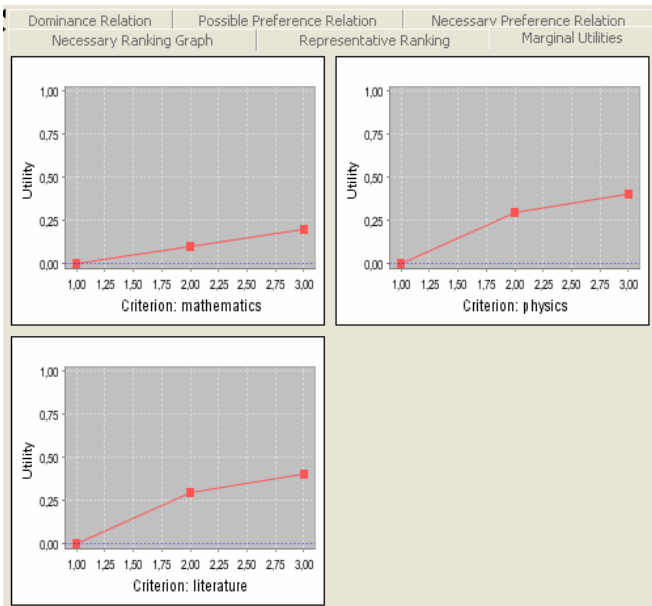 Dominance Relation Possible Preference Relation Necessary Preference Relation
Necessary Ranking Graph Representative Ranking Marginal Utilities
1,00
0,75
0,50
0,25
0,00
Utility
1,00 1,25 1,50 1,75 2,00 2,25 2,50 2,75 3,00
Criterion: mathematics
1,00
0,75
0,50
0,25
0,00
Utility
1,00 1,25 1,50 1,75 2,00 2,25 2,50 2,75 3,00
Criterion: physics
1,00
0,75
0,50
0,25
0,00
Utility
1,00 1,25 1,50 1,75 2,00 2,25 2,50 2,75 3,00
Criterion: literature